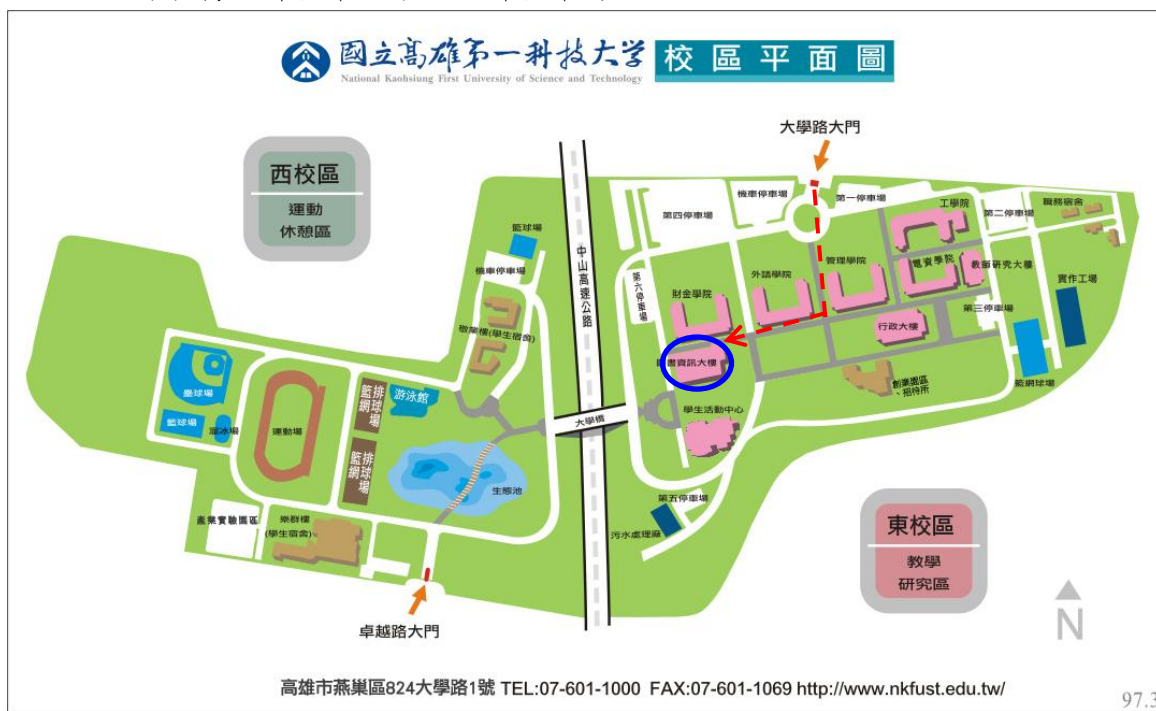 國立高雄第一科技大学
校區平面圖
National Kaohsiung First University of Science and Technology
大學路大門
西校區
運動
休憩區
籃球場
機車停車場
中山高速公路
第四停車場
機車停車場
第一停車場
工學院
第二停車場
職務宿舍
第六停車場
財金學院
外語學院
管理學院
電資學院
教師研究大樓
實作工場
敬業樓(學生宿舍)
第三停車場
行政大樓
圖書資訊大樓
籃網球場
創業園區
、招待所
壘球場
籃球場
溜冰場
運動場
籃網
排球場
籃網
排球場
游泳館
大學橋
學生活動中心
生態池
第五停車場
污水處理廠
產業實驗園區
樂群樓
(學生宿舍)
東校區
教學
研究區
卓越路大門
N
高雄市燕巢區824大學路1號 TEL:07-601-1000 FAX:07-601-1069 http://www.nkfust.edu.tw/
97.3